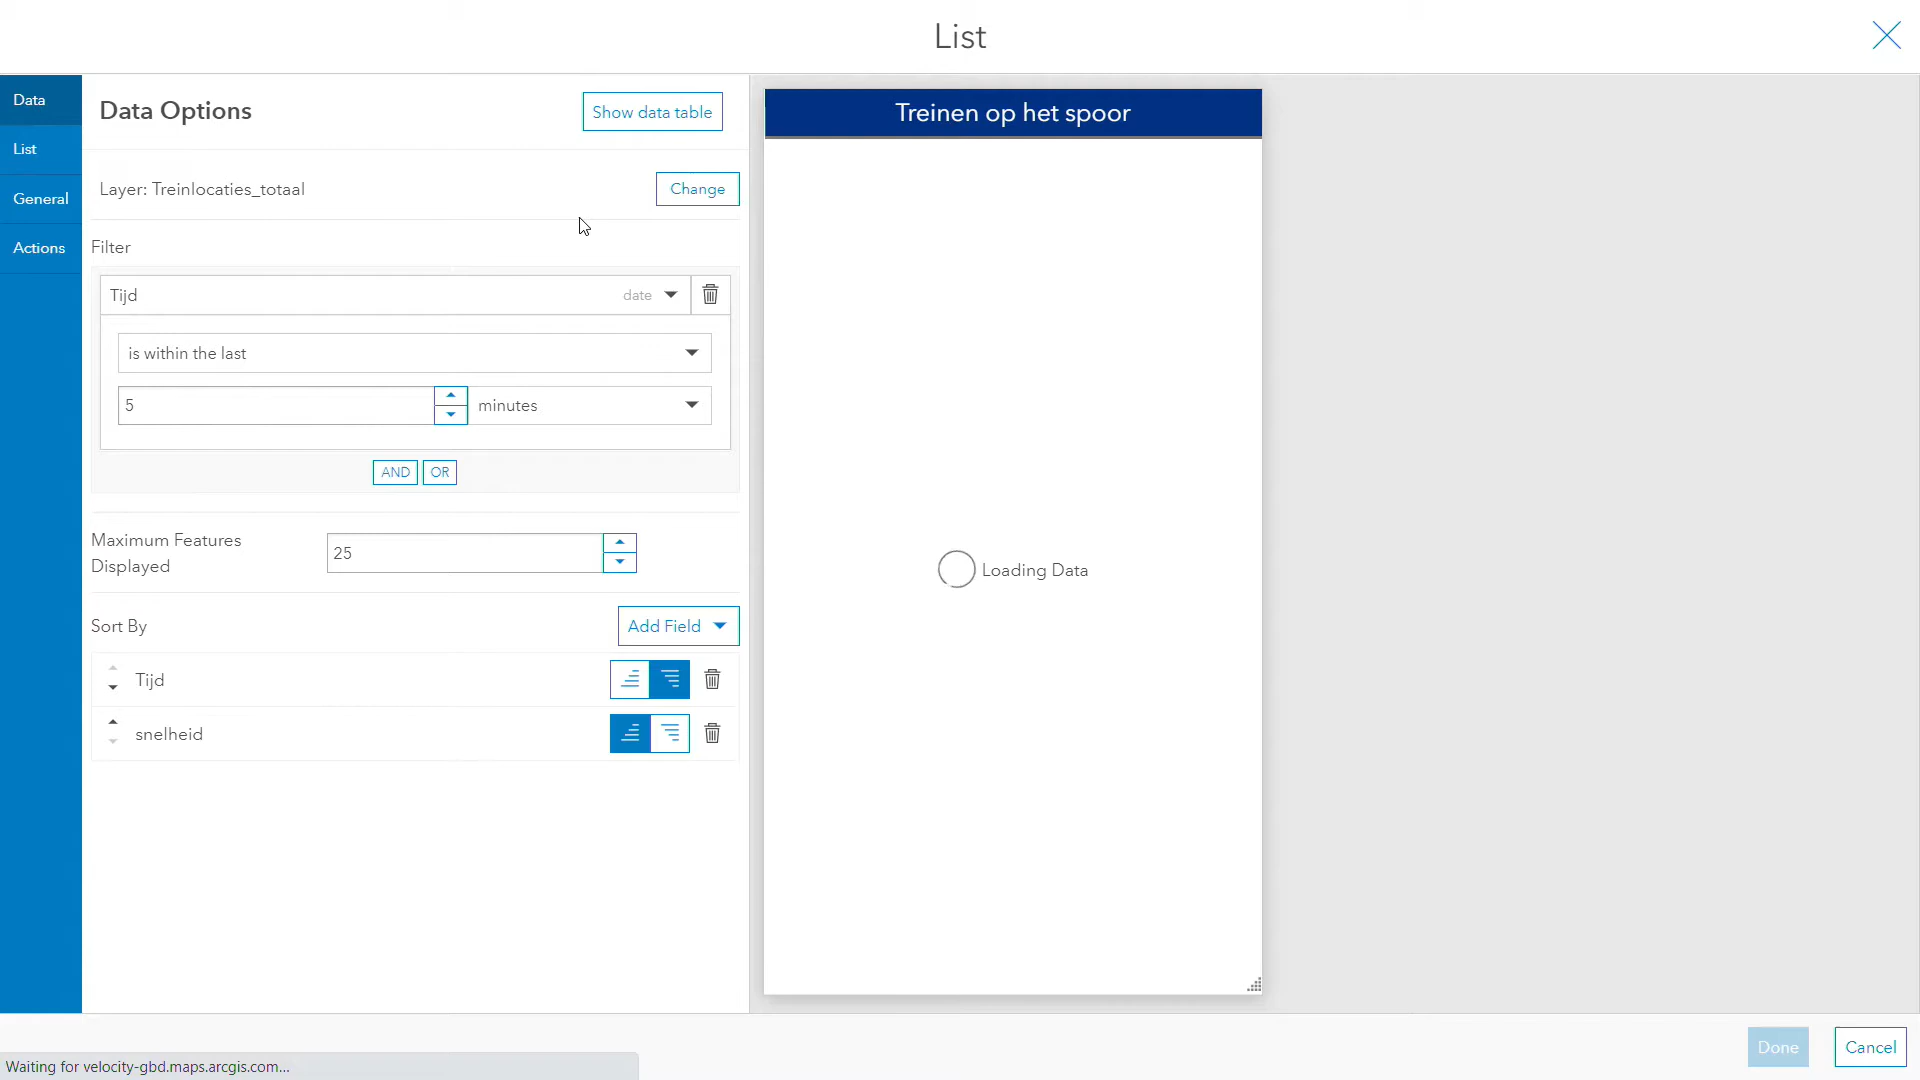 List
Data
List
General
Actions
Data Options
Show data table
Layer: Treinlocaties_totaal
Change
Filter
Tijd
date
is within the last
5
minutes
AND
OR
Maximum Features
Displayed
25
Sort By
Add Field
Tijd
snelheid
Treinen op het spoor
Loading Data
Done
Cancel
Waiting for velocity-gbd.maps.arcgis.com...